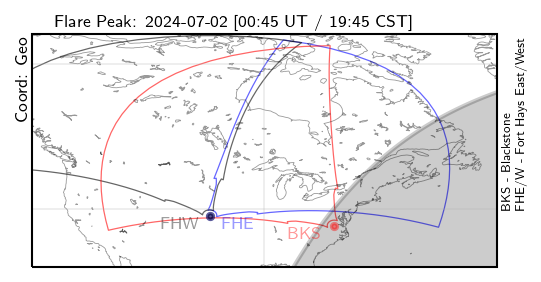 Flare Peak: 2024-07-02 [00:45 UT / 19:45 CST]
Coord: Geo
FHW
FHE
BKS
BKS - Blackstone
FHE/W - Fort Hays East/West